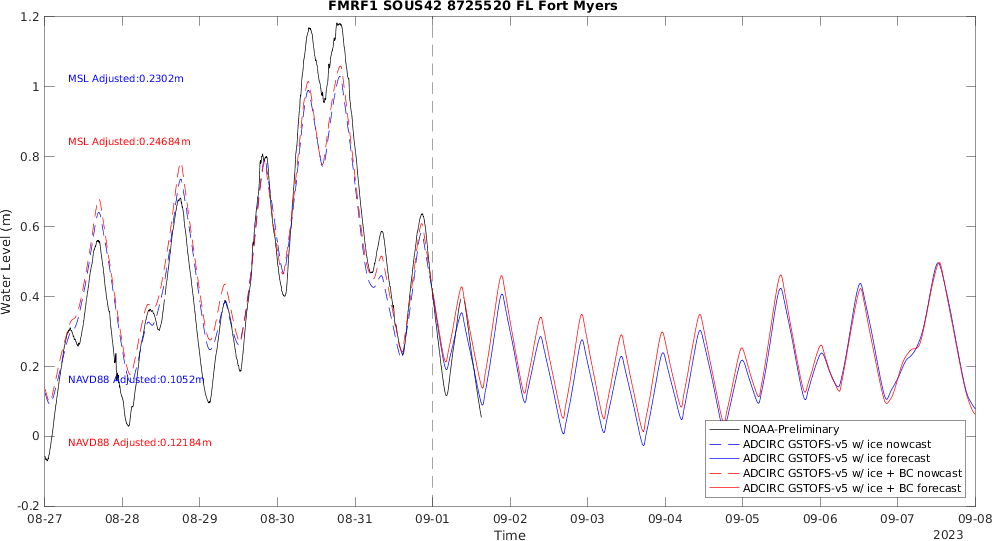 FMRF1 SOUS42 8725520 FL Fort Myers
1.2
1
0.8
0.6
0.4
0.2
0
-0.2
Water Level (m)
MSL Adjusted:0.2302m
MSL Adjusted:0.24684m
NAVD88 Adjusted:0.1052m
NAVD88 Adjusted:0.12184m
NOAA-Preliminary
ADCIRC GSTOFS-v5 w/ ice nowcast
ADCIRC GSTOFS-v5 w/ ice forecast
ADCIRC GSTOFS-v5 w/ ice + BC nowcast
ADCIRC GSTOFS-v5 w/ ice + BC forecast
08-27 08-28 08-29 08-30 08-31 09-01 09-02 09-03 09-04 09-05 09-06 09-07 09-08
Time
2023